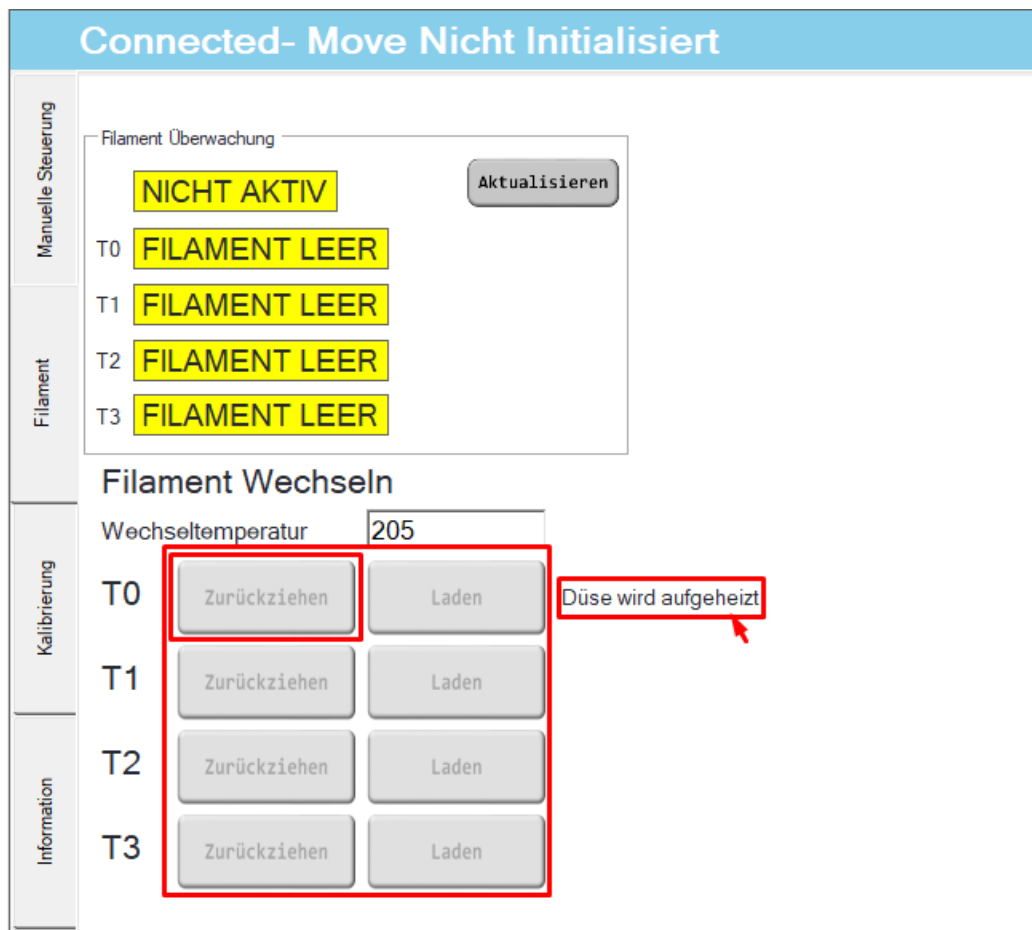 Connected- Move Nicht Initialisiert
Manuelle Steuerung
Filament
Kalibrierung
Information
Filament Überwachung
NICHT AKTIV
Aktualisieren
T0 FILAMENT LEER
T1 FILAMENT LEER
T2 FILAMENT LEER
T3 FILAMENT LEER
Filament Wechseln
Wechseltemperatur 205
T0 Zurückziehen Laden Düse wird aufgeheizt
T1 Zurückziehen Laden
T2 Zurückziehen Laden
T3 Zurückziehen Laden